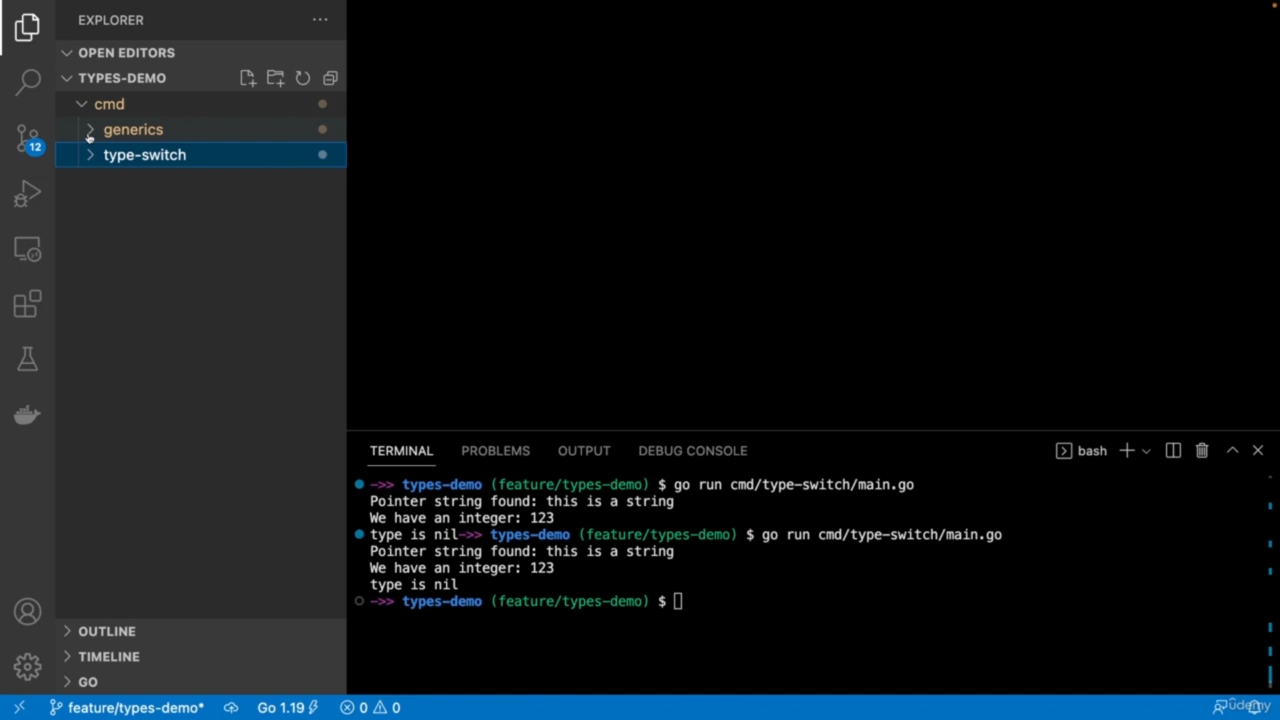 EXPLORER
OPEN EDITORS
TYPES-DEMO
cmd
generics
type-switch
12
OUTLINE
TIMELINE
GO
TERMINAL PROBLEMS OUTPUT DEBUG CONSOLE bash
->> types-demo (feature/types-demo) $ go run cmd/type-switch/main.go
Pointer string found: this is a string
We have an integer: 123
type is nil->> types-demo (feature/types-demo) $ go run cmd/type-switch/main.go
Pointer string found: this is a string
We have an integer: 123
type is nil
->> types-demo (feature/types-demo) $
feature/types-demo* Go 1.19 0 0
udemy